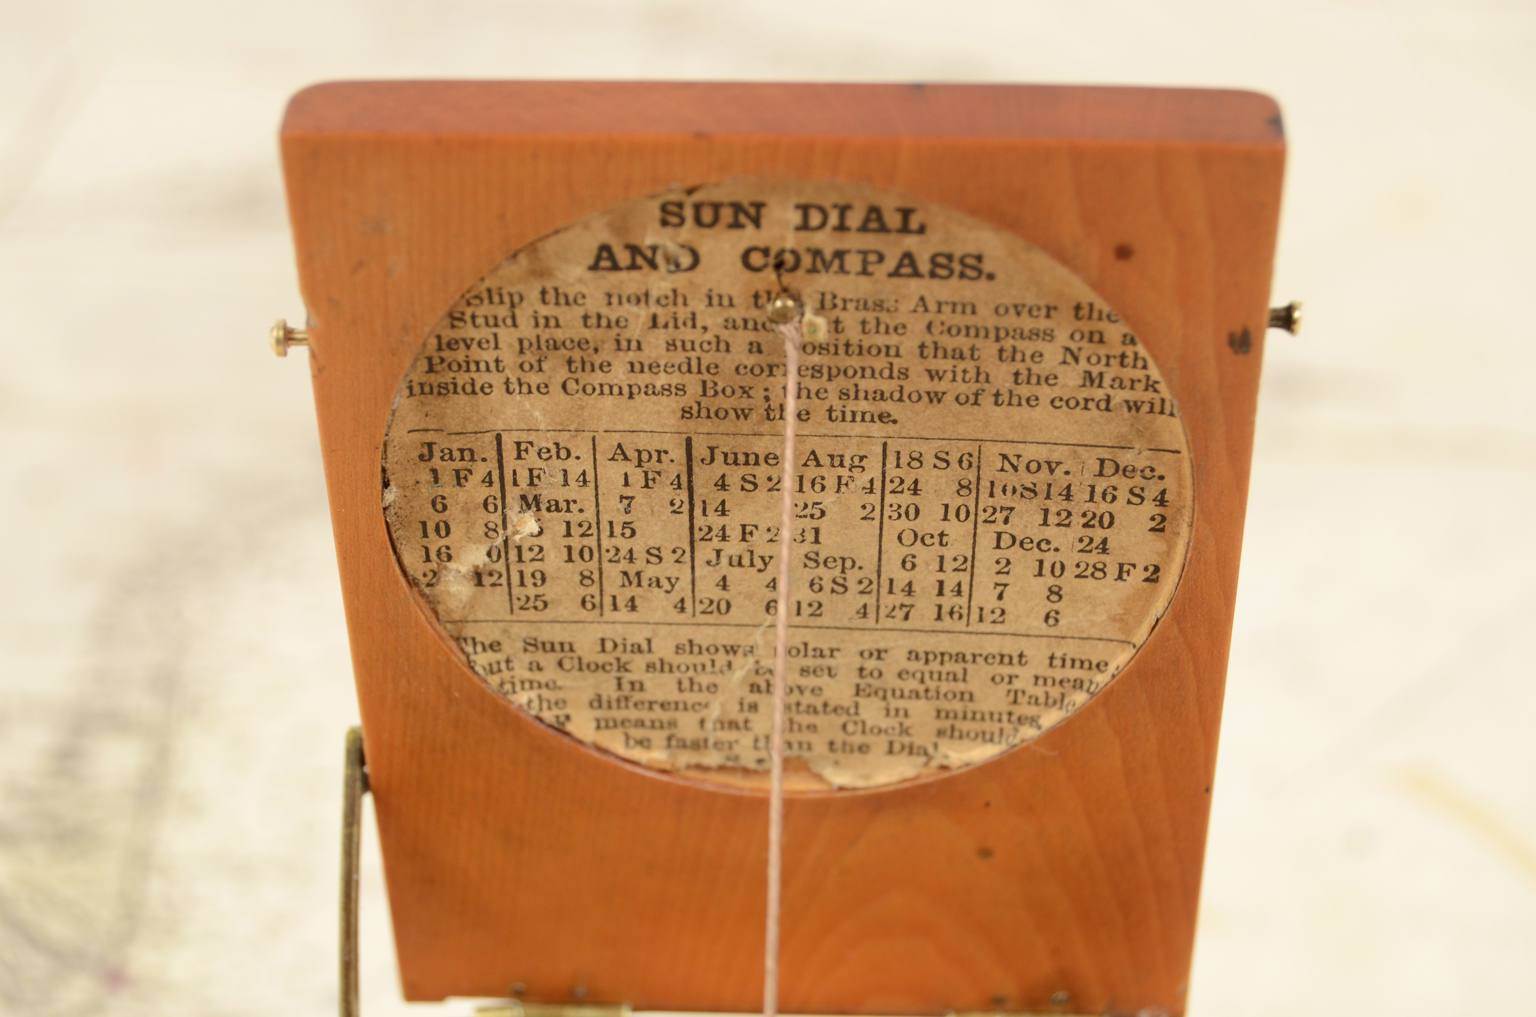 SUN DIAL
AND COMPASS.
Slip the notch in the Brass Arm over the
Stud in the Lid, and the Compass on a
level place, in such a position that the North
Point of the needle corresponds with the Mark
inside the Compass Box; the shadow of the cord will
show the time.
Jan. Feb. Apr. June Aug 18 S 6 Nov. Dec.
1 F 4 1 F 14 1 F 4 4 S 2 16 F 4 24 8 10 S 14 16 S 4
6 6 Mar. 7 2 14 25 2 30 10 27 12 20 2
10 8 12 15 24 F 2 31 Oct Dec. 24
16 0 12 10 24 S 2 July Sep. 6 12 2 10 28 F 2
12 19 8 May 4 4 6 S 2 14 14 7 8
25 6 14 4 20 6 12 4 27 16 12 6
The Sun Dial shows solar or apparent time,
but a Clock should be set to equal or mean
time. In the above Equation Table
the difference is stated in minutes
F means that the Clock should
be faster than the Dial